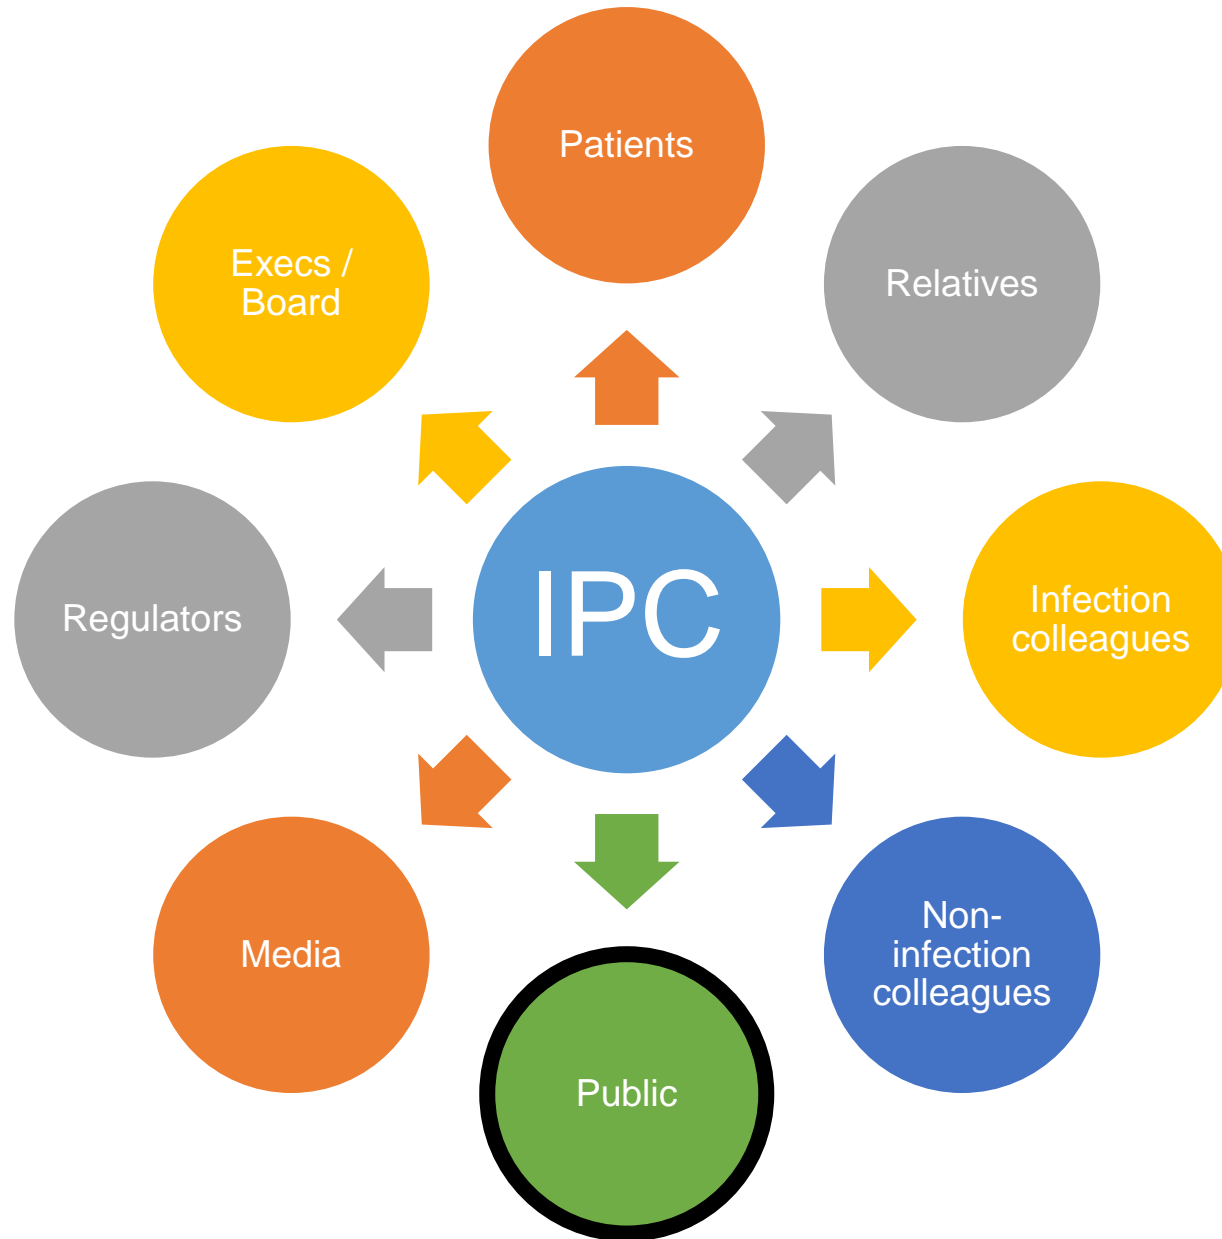 Patients
Execs /
Board
Relatives
IPC
Regulators
Infection
colleagues
Media
Non-
infection
colleagues
Public